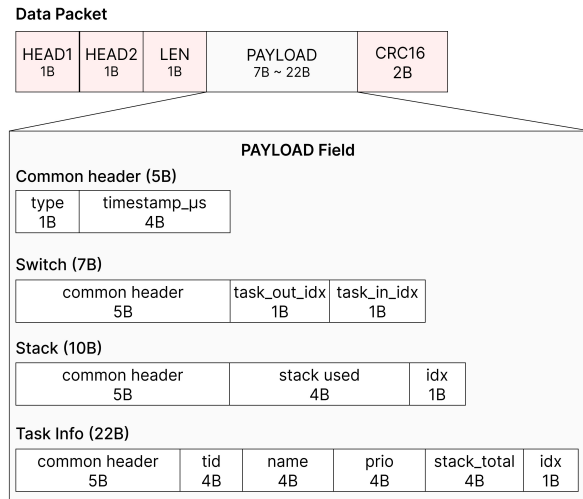 Data Packet
HEAD1 HEAD2 LEN PAYLOAD CRC16
1B 1B 1B 7B ~ 22B 2B
PAYLOAD Field
Common header (5B)
type timestamp_µs
1B 4B
Switch (7B)
common header task_out_idx task_in_idx
5B 1B 1B
Stack (10B)
common header stack used idx
5B 4B 1B
Task Info (22B)
common header tid name prio stack_total idx
5B 4B 4B 4B 4B 1B